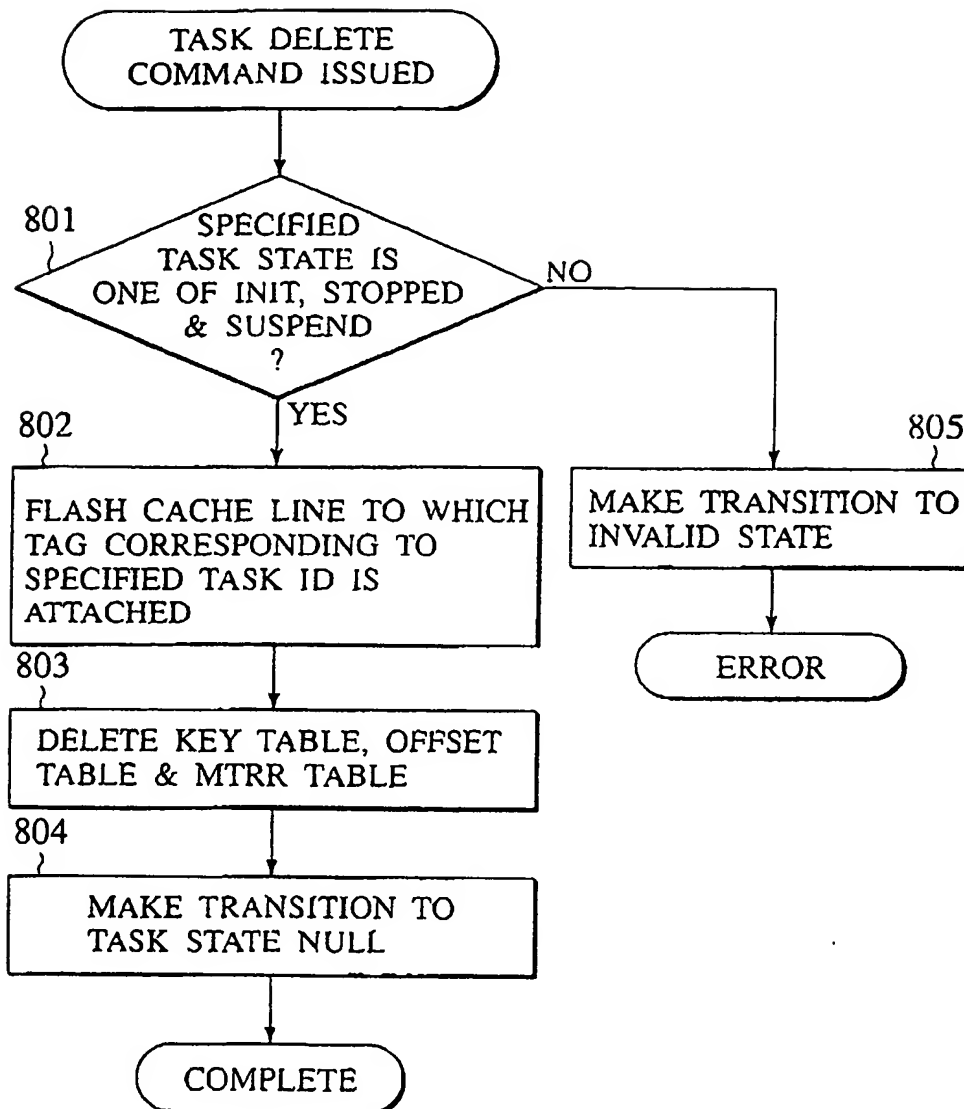 TASK DELETE
COMMAND ISSUED
801
SPECIFIED
TASK STATE IS
ONE OF INIT, STOPPED
& SUSPEND
?
NO
YES
802
FLASH CACHE LINE TO WHICH
TAG CORRESPONDING TO
SPECIFIED TASK ID IS
ATTACHED
805
MAKE TRANSITION TO
INVALID STATE
ERROR
803
DELETE KEY TABLE, OFFSET
TABLE & MTRR TABLE
804
MAKE TRANSITION TO
TASK STATE NULL
COMPLETE